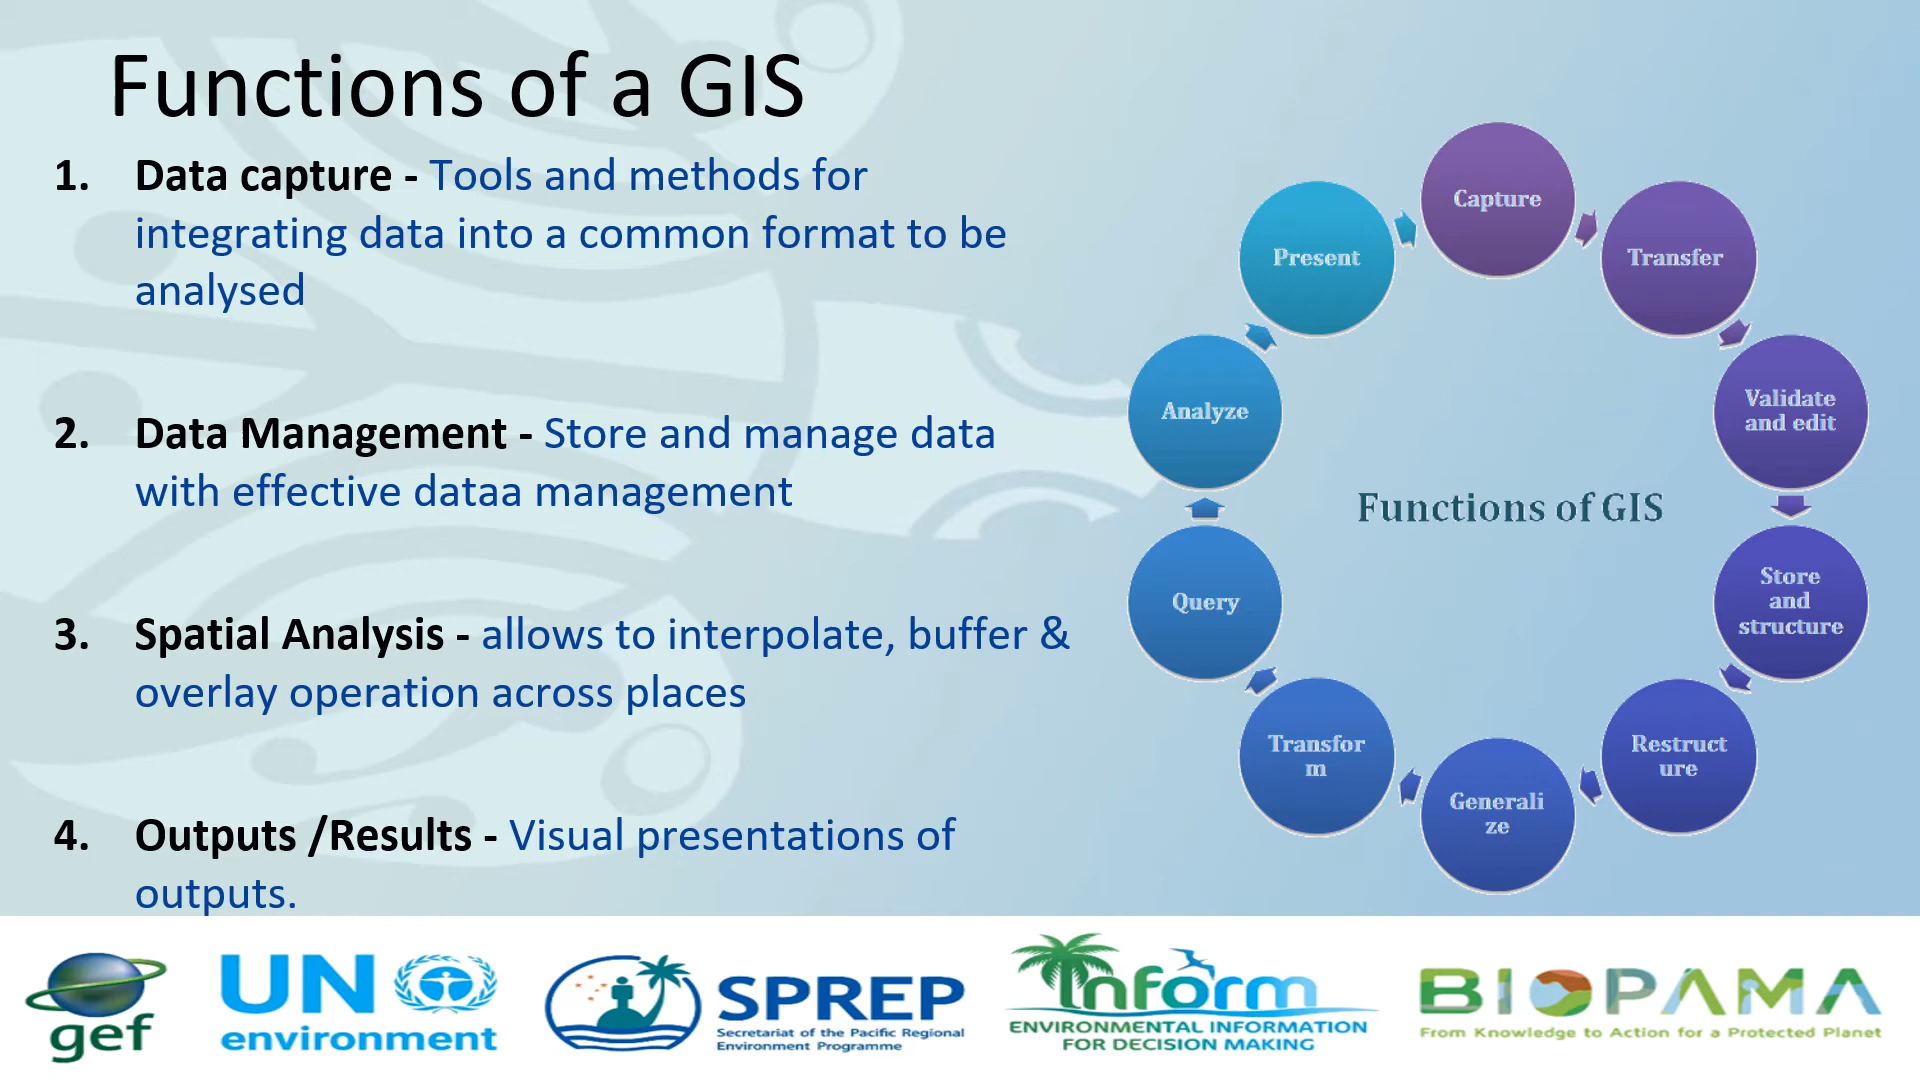 Functions of a GIS
1. Data capture - Tools and methods for
integrating data into a common format to be
analysed
2. Data Management - Store and manage data
with effective dataa management
3. Spatial Analysis - allows to interpolate, buffer &
overlay operation across places
4. Outputs /Results - Visual presentations of
outputs.
Capture
Transfer
Validate
and edit
Store
and
structure
Restruct
ure
Generali
ze
Transfor
m
Query
Analyze
Present
Functions of GIS
gef
UN
environment
SPREP
Secretariat of the Pacific Regional
Environment Programme
Inform
ENVIRONMENTAL INFORMATION
FOR DECISION MAKING
BIOPAMA
From Knowledge to Action for a Protected Planet